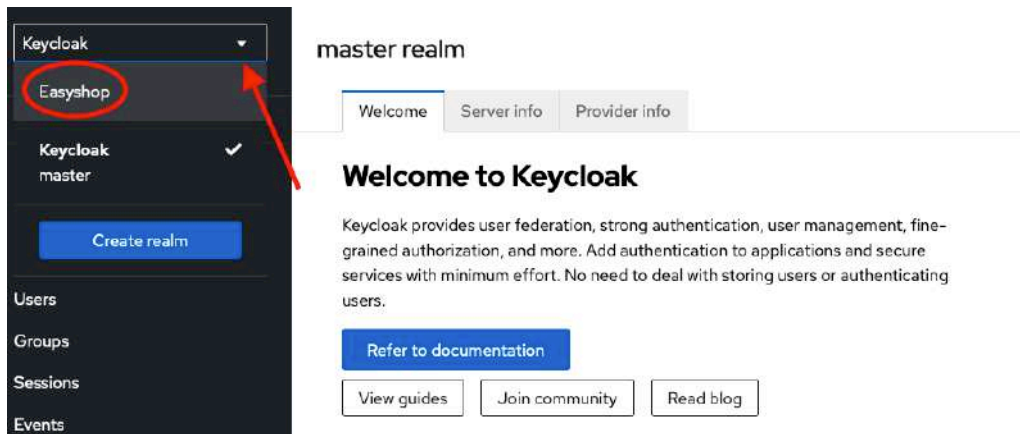 Keycloak
Easyshop
Keycloak
master
Create realm
Users
Groups
Sessions
Events
master realm
Welcome
Server info
Provider info
Welcome to Keycloak
Keycloak provides user federation, strong authentication, user management, fine-
grained authorization, and more. Add authentication to applications and secure
services with minimum effort. No need to deal with storing users or authenticating
users.
Refer to documentation
View guides
Join community
Read blog